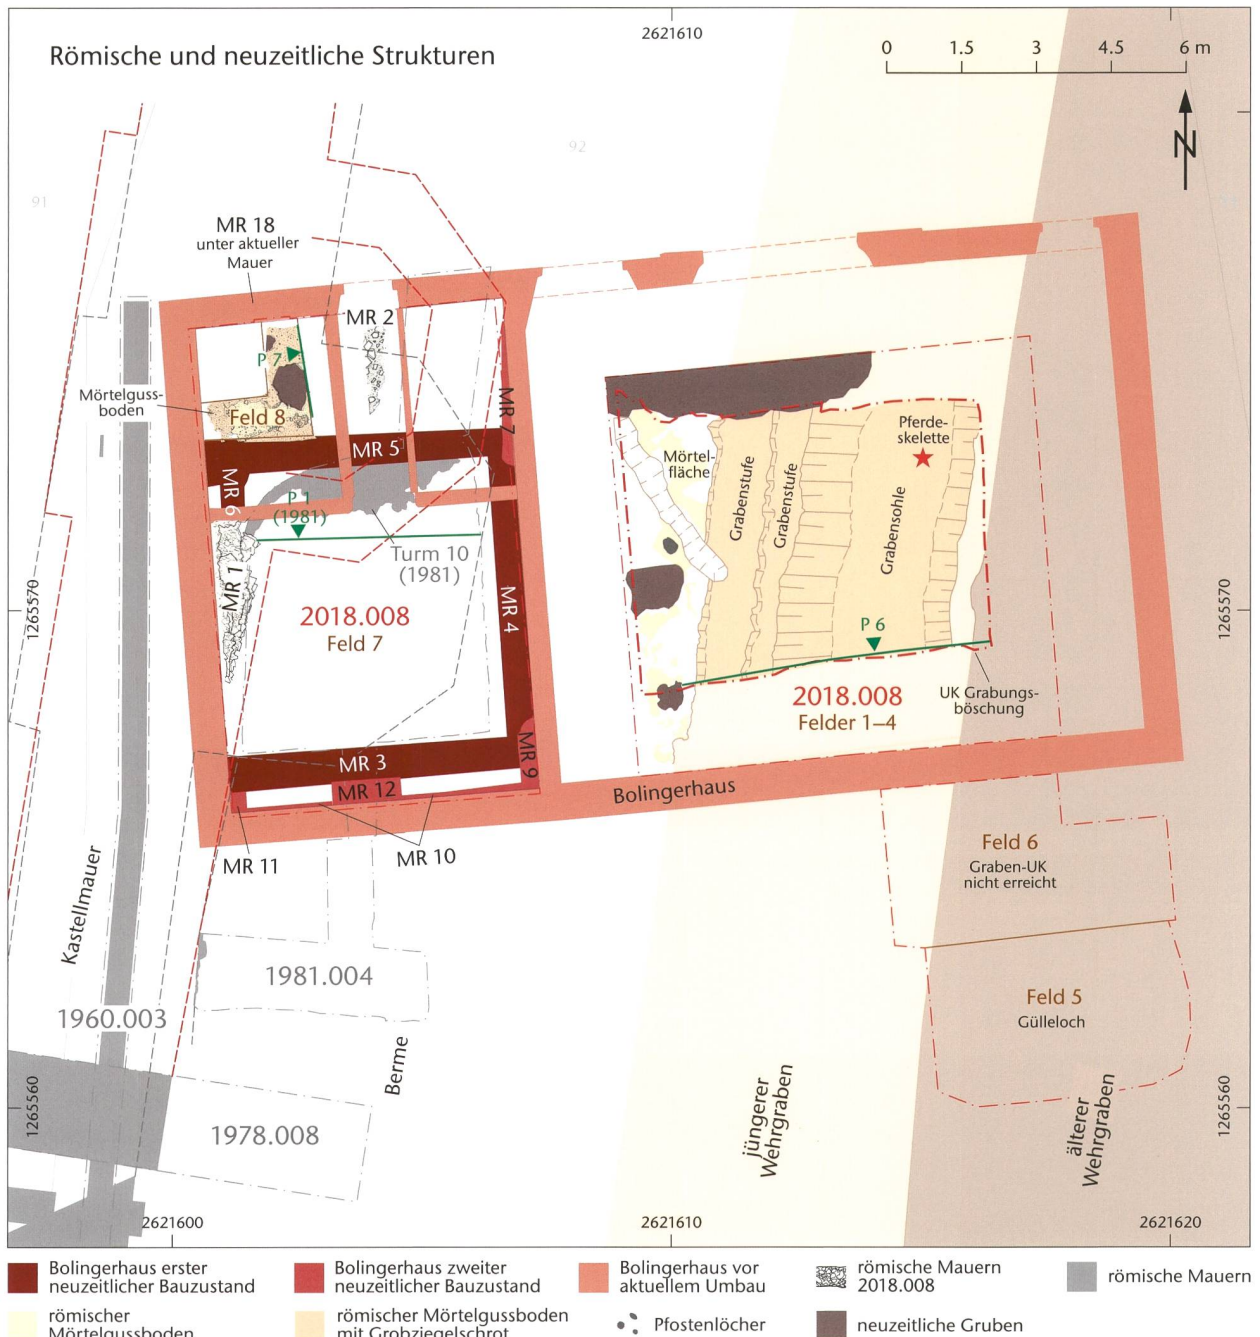 Römische und neuzeitliche Strukturen
2621610
0 1.5 3 4.5 6 m
N
92
91
MR 18
unter aktueller
Mauer
MR 2
P 7
Mörtelguss-
boden
Feld 8
MR 7
MR 5
MR 6
P 1
(1981)
Turm 10
(1981)
MR 1
MR 4
2018.008
Feld 7
MR 3
MR 9
MR 12
MR 10
MR 11
Mörtel-
fläche
Grabenstufe
Grabenstufe
Grabensohle
Pferde-
skelette
P 6
2018.008
Felder 1–4
UK Grabungs-
böschung
Bolingerhaus
1265570
1265570
Feld 6
Graben-UK
nicht erreicht
Feld 5
Gülleloch
Kastellmauer
1981.004
1960.003
Berme
1978.008
jüngerer
Wehrgraben
älterer
Wehrgraben
1265560
1265560
2621600
2621610
2621620
Bolingerhaus erster
neuzeitlicher Bauzustand
Bolingerhaus zweiter
neuzeitlicher Bauzustand
Bolingerhaus vor
aktuellem Umbau
römische Mauern
2018.008
römische Mauern
römischer
Mörtelgussboden
römischer Mörtelgussboden
mit Grobziegelschrot
Pfostenlöcher
neuzeitliche Gruben